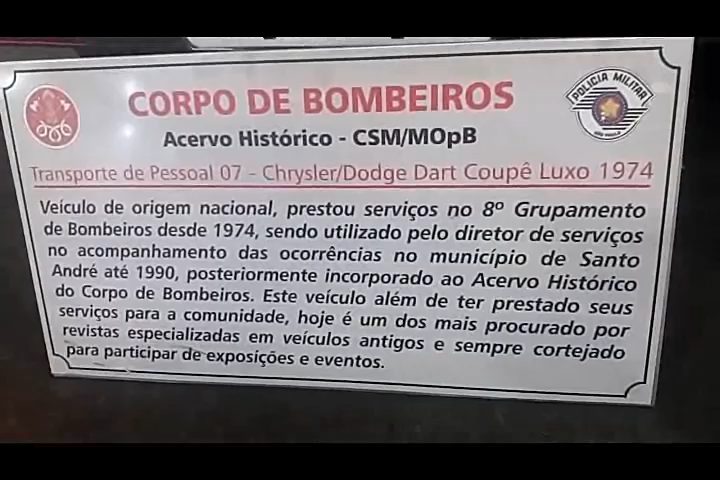 CORPO DE BOMBEIROS
POLICIA MILITAR
SÃO PAULO
Acervo Histórico - CSM/MOpB
Transporte de Pessoal 07 - Chrysler/Dodge Dart Coupê Luxo 1974
Veículo de origem nacional, prestou serviços no 8º Grupamento
de Bombeiros desde 1974, sendo utilizado pelo diretor de serviços
no acompanhamento das ocorrências no município de Santo
André até 1990, posteriormente incorporado ao Acervo Histórico
do Corpo de Bombeiros. Este veículo além de ter prestado seus
serviços para a comunidade, hoje é um dos mais procurado por
revistas especializadas em veículos antigos e sempre cortejado
para participar de exposições e eventos.